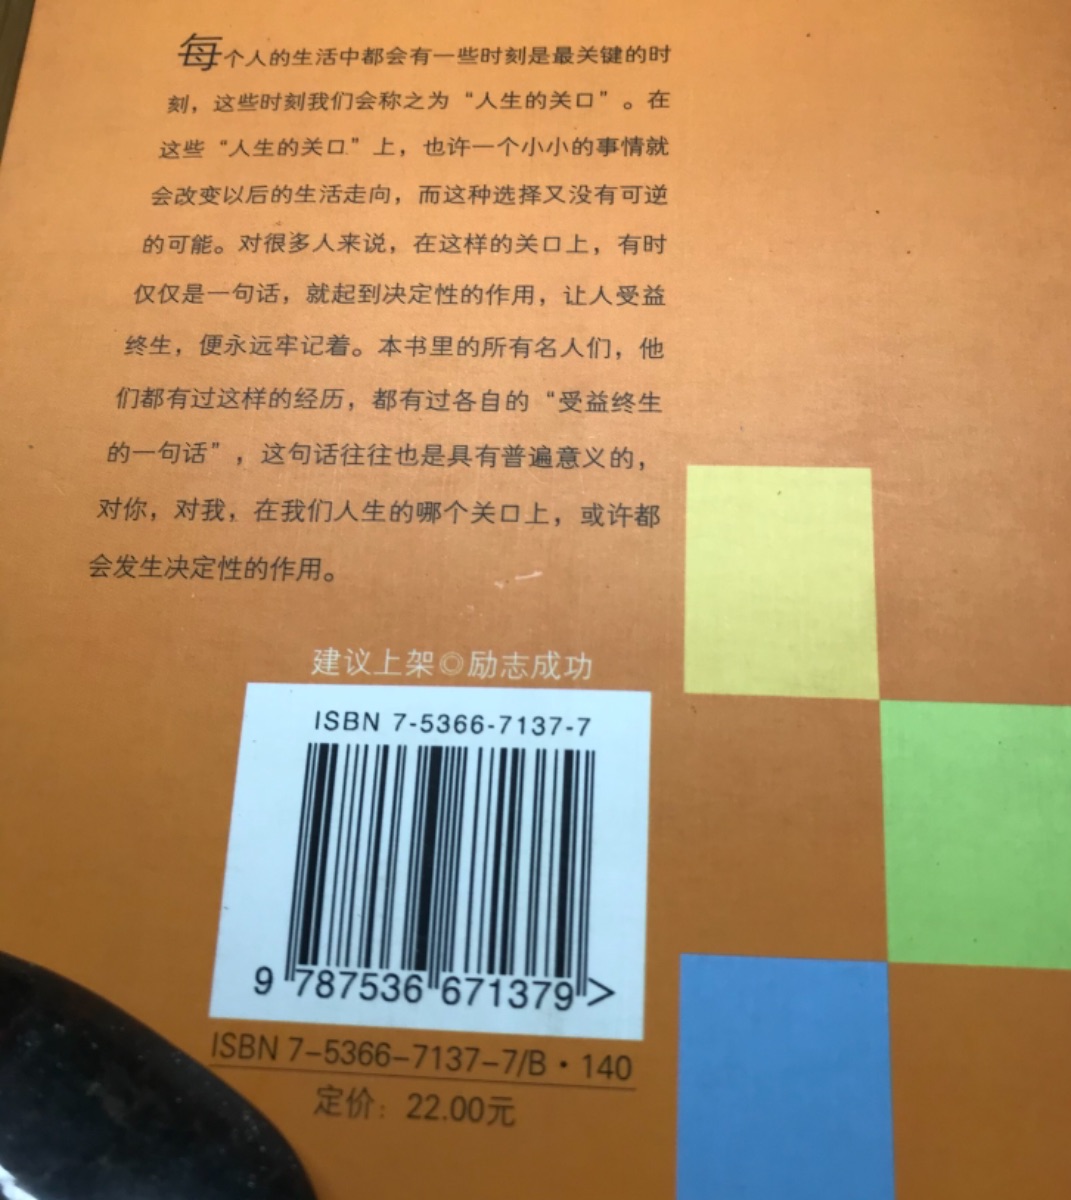 每个人的生活中都会有一些时刻是最关键的时
刻，这些时刻我们会称之为“人生的关口”。在
这些“人生的关口”上，也许一个小小的事情就
会改变以后的生活走向，而这种选择又没有可逆
的可能。对很多人来说，在这样的关口上，有时
仅仅是一句话，就起到决定性的作用，让人受益
终生，便永远牢记着。本书里的所有名人们，他
们都有过这样的经历，都有过各自的“受益终生
的一句话”，这句话往往也是具有普遍意义的，
对你，对我，在我们人生的哪个关口上，或许都
会发生决定性的作用。
建议上架◎励志成功
ISBN 7-5366-7137-7
9 787536 671379 >
ISBN 7-5366-7137-7/B·140
定价：22.00元